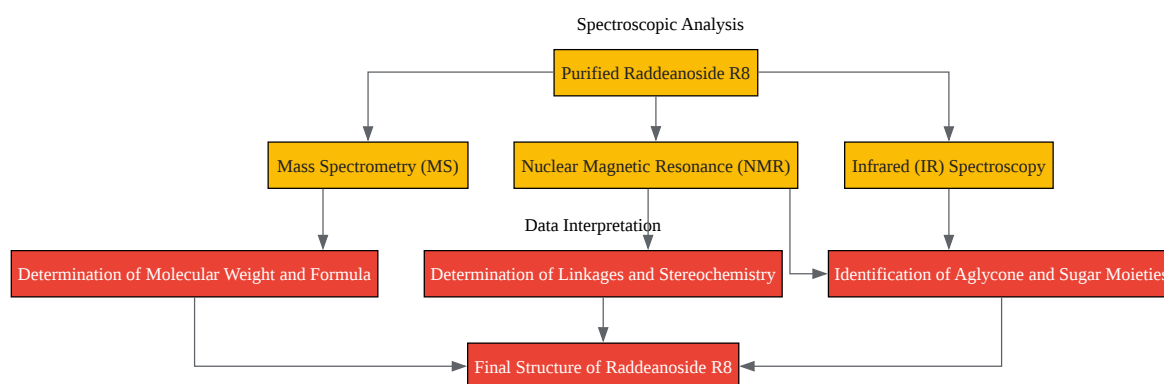 Spectroscopic Analysis
Purified Raddeanoside R8
Mass Spectrometry (MS)
Nuclear Magnetic Resonance (NMR)
Infrared (IR) Spectroscopy
Data Interpretation
Determination of Molecular Weight and Formula
Determination of Linkages and Stereochemistry
Identification of Aglycone and Sugar Moieties
Final Structure of Raddeanoside R8